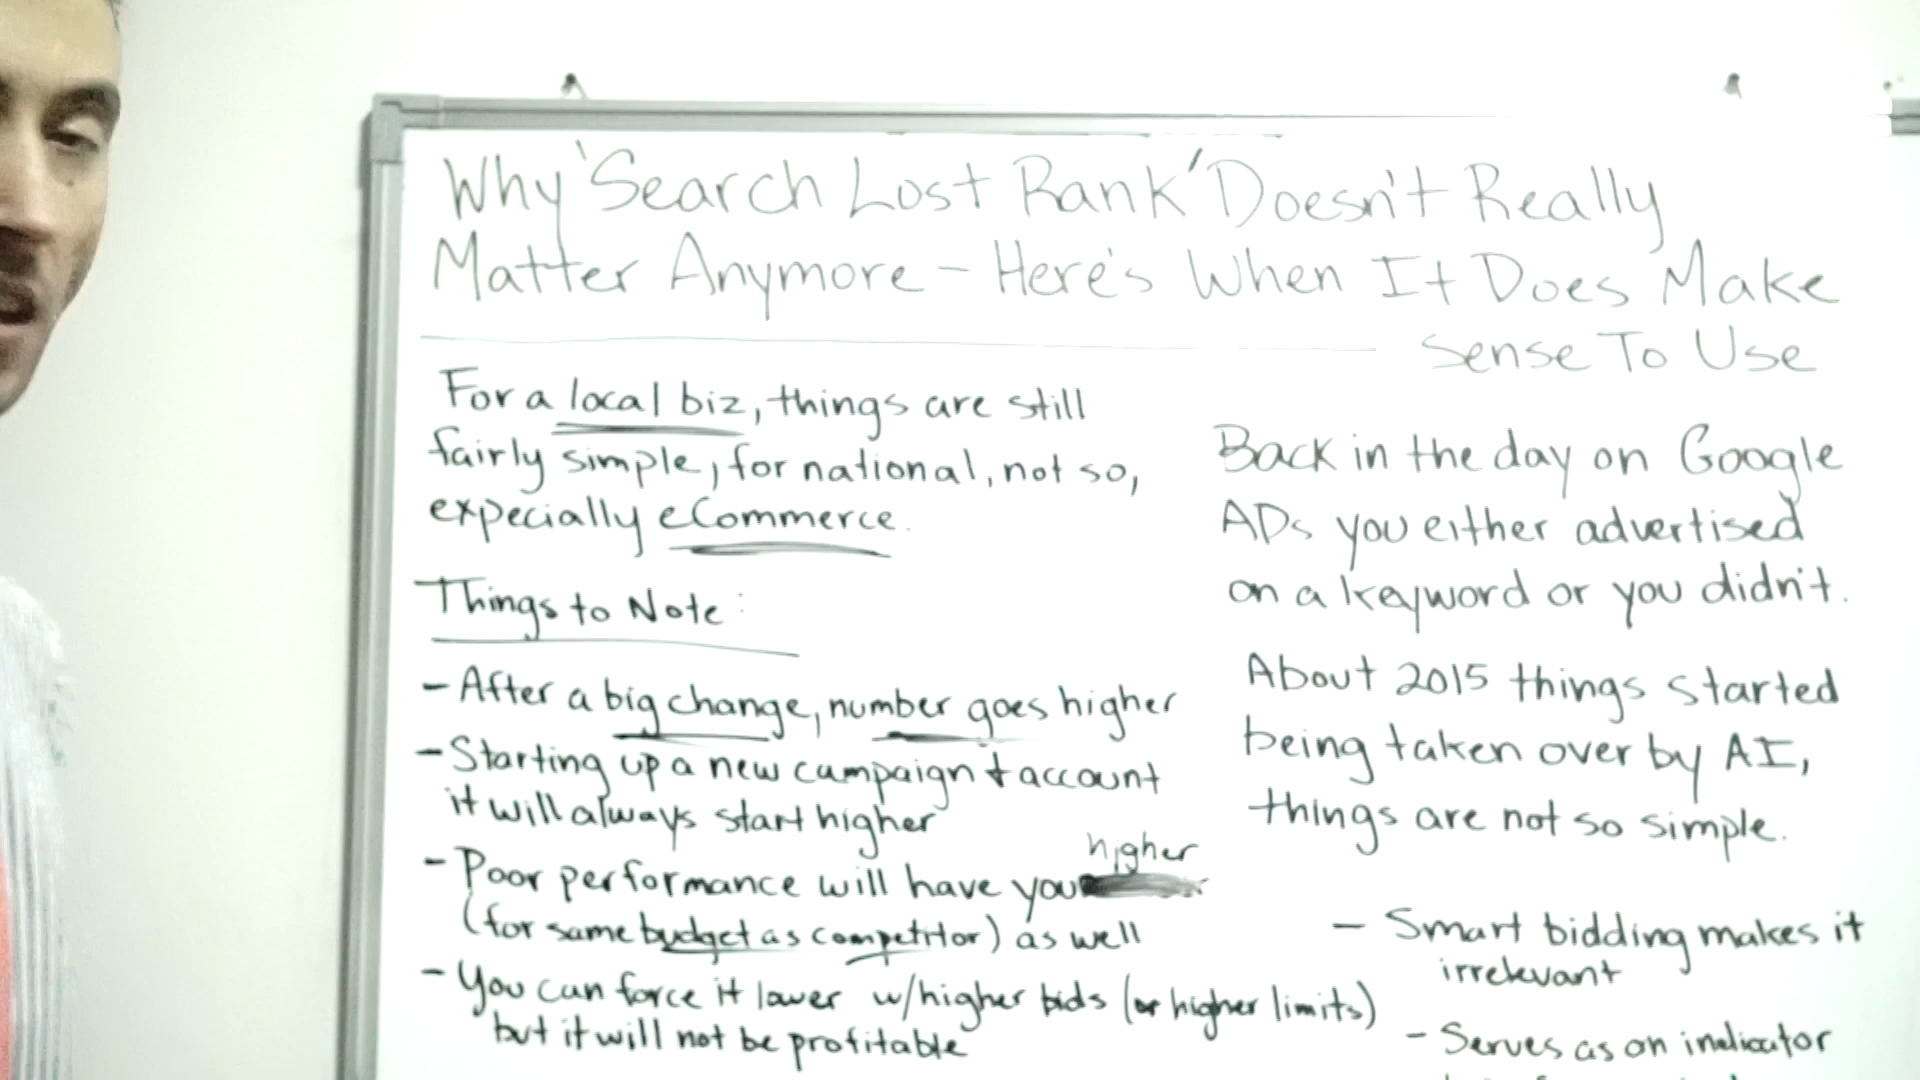 Why 'Search Lost Rank' Doesn't Really
Matter Anymore - Here's When It Does Make
Sense To Use
For a local biz, things are still
fairly simple, for national, not so,
expecially eCommerce.
Things to Note:
- After a big change, number goes higher
- Starting up a new campaign + account
it will always start higher
higher
- Poor performance will have you
(for same budget as competitor) as well
- You can force it lower w/higher bids (or higher limits)
but it will not be profitable
Back in the day on Google
ADs you either advertised
on a keyword or you didn't.
About 2015 things started
being taken over by AI,
things are not so simple.
- Smart bidding makes it
irrelevant
- Serves as an indicator